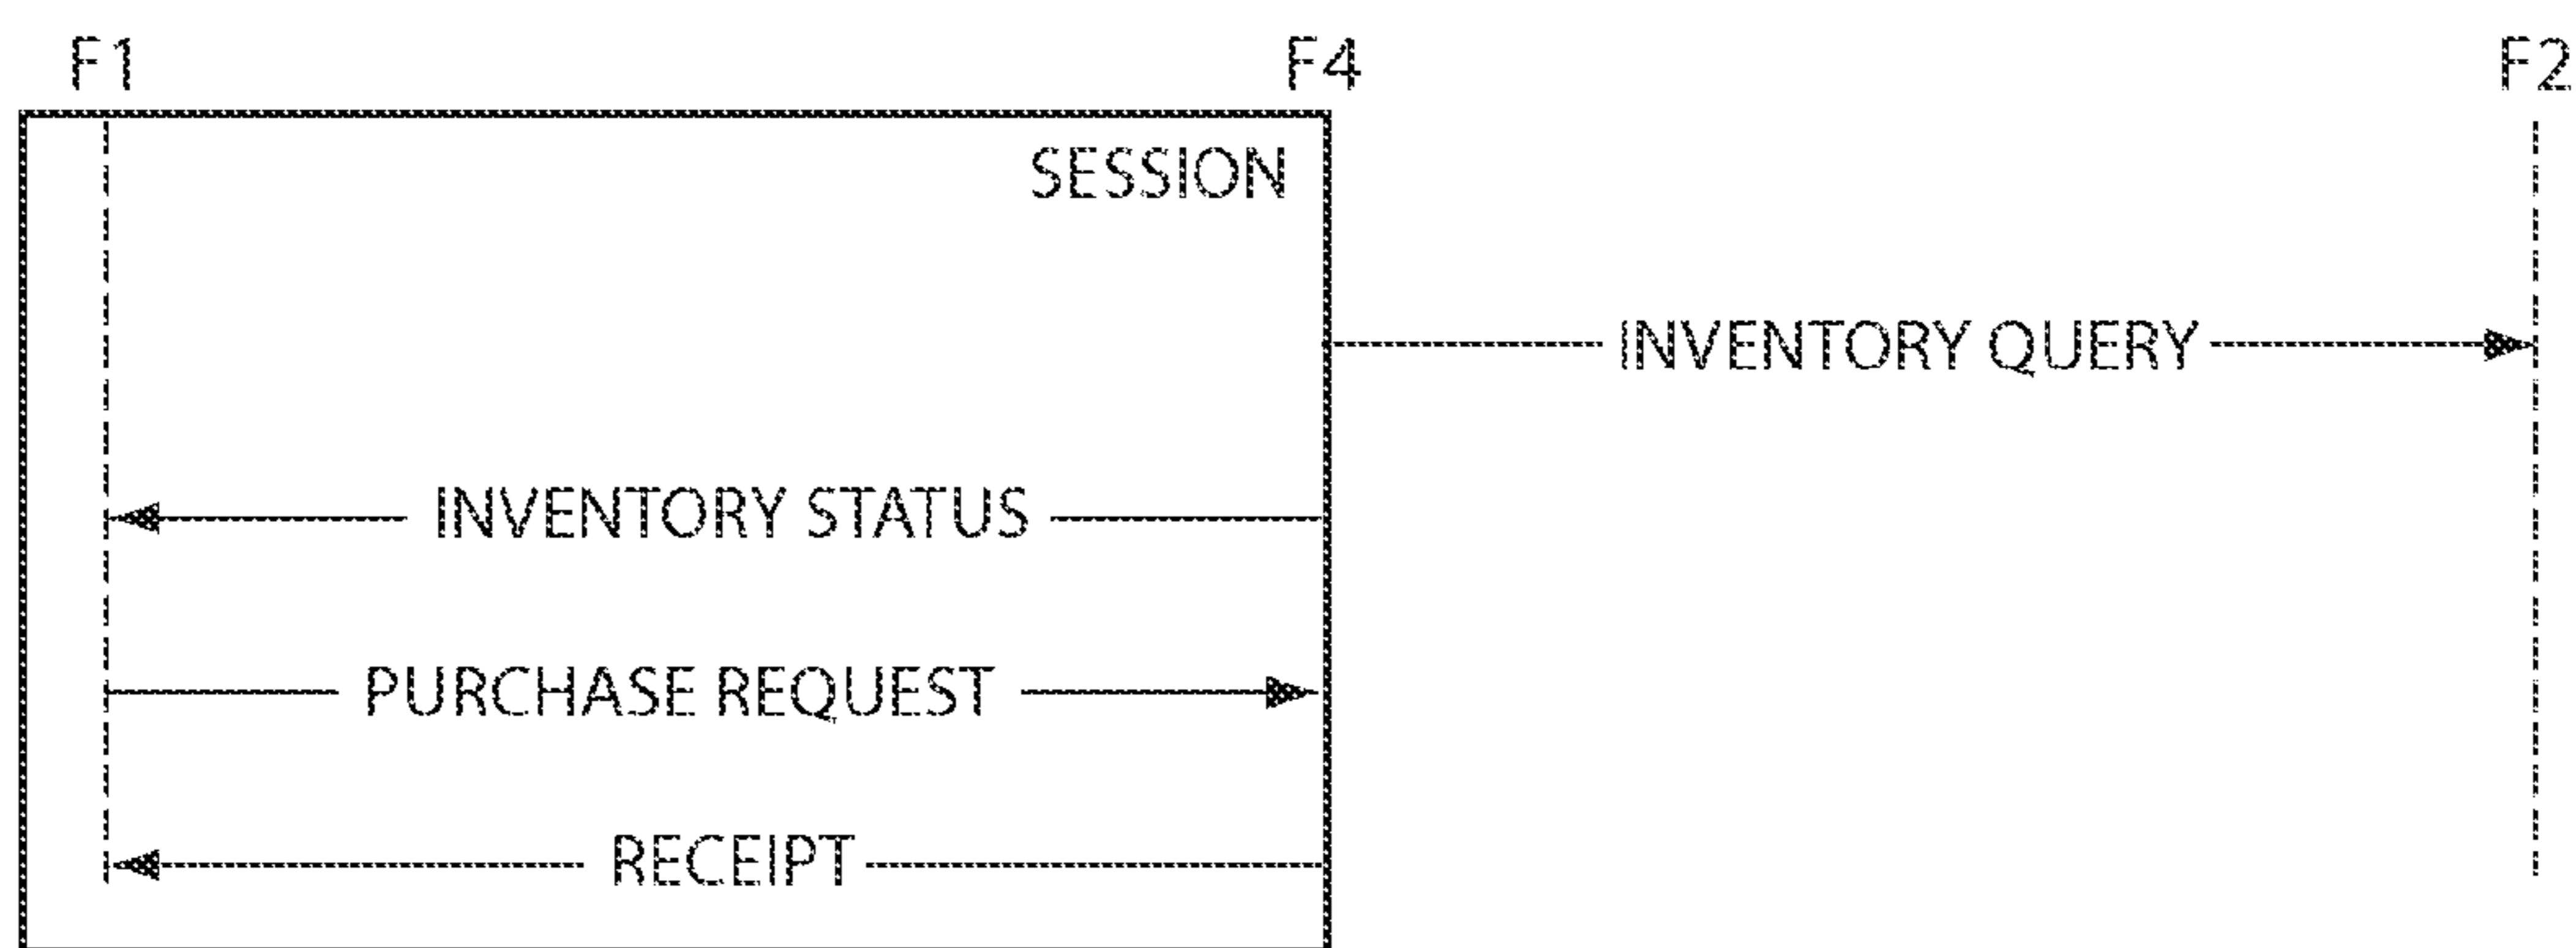 F1 F4 F2
SESSION
INVENTORY QUERY
INVENTORY STATUS
PURCHASE REQUEST
RECEIPT